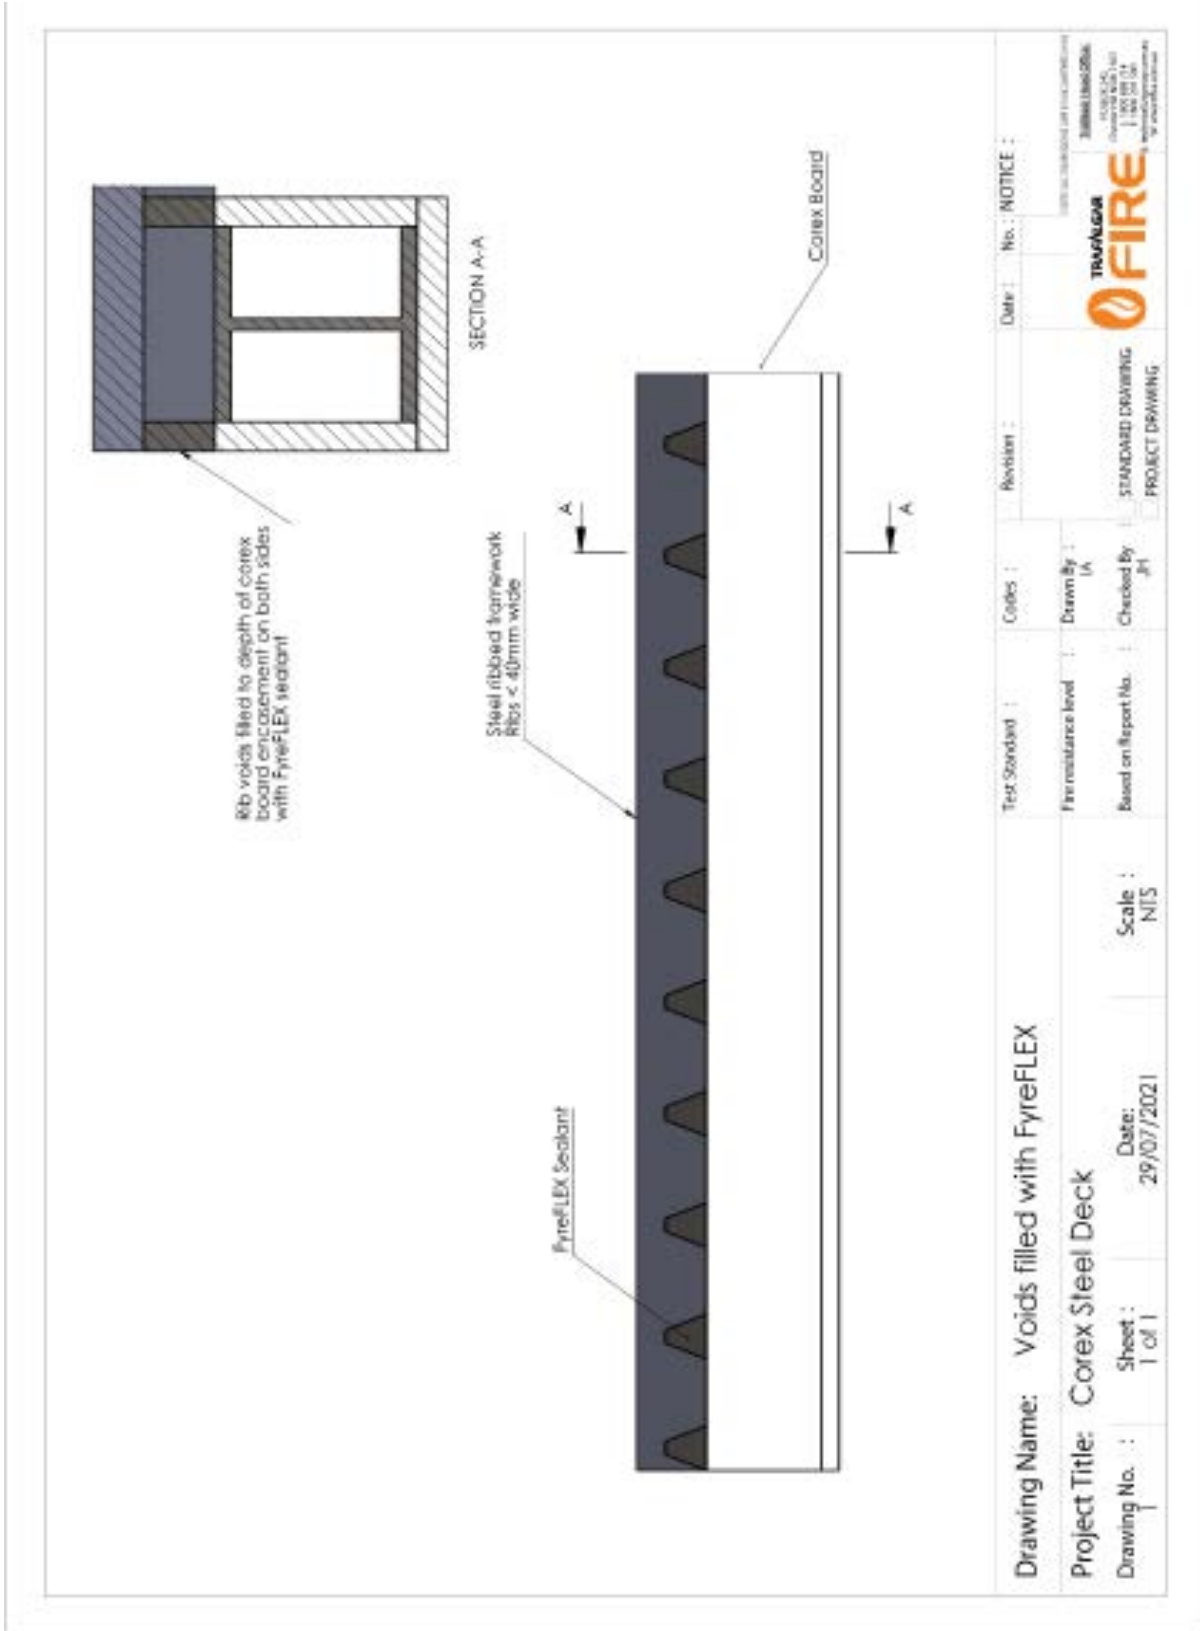 Rib voids filled to depth of corex
board encasement on both sides
with FyreFLEX sealant
SECTION A-A
Steel ribbed framework
Ribs < 40mm wide
A
A
Corex Board
FyreFLEX Sealant
Drawing Name: Voids filled with FyreFLEX
Project Title: Corex Steel Deck
Drawing No. :
1
Sheet :
1 of 1
Date:
29/07/2021
Scale :
NTS
Test Standard :
Fire resistance level :
Based on Report No. :
Codes :
Drawn By :
IA
Checked By :
JH
Revision :
Date :
No. :
NOTICE :
STANDARD DRAWING
PROJECT DRAWING
TRAFALGAR
FIRE